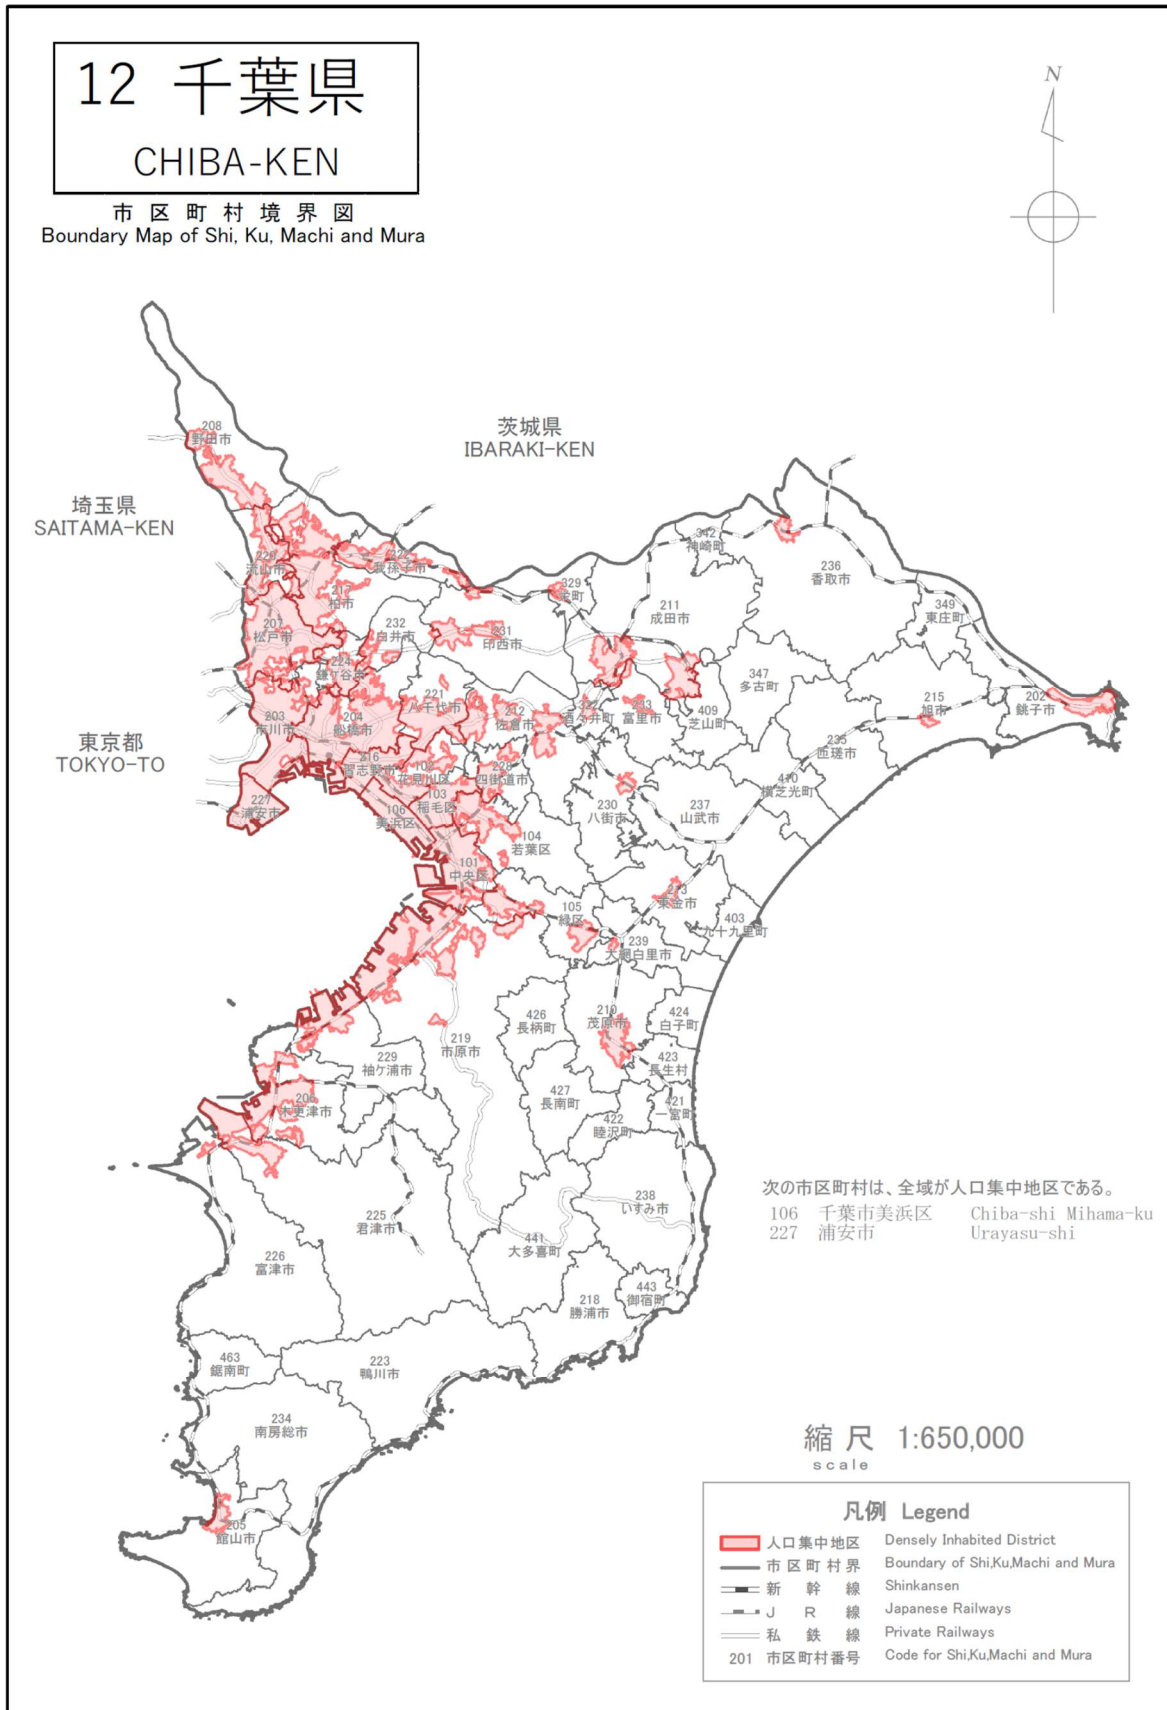 12 千葉県
CHIBA-KEN
市区町村境界図
Boundary Map of Shi, Ku, Machi and Mura
N
茨城県
IBARAKI-KEN
埼玉県
SAITAMA-KEN
東京都
TOKYO-TO
208
野田市
220
流山市
222
我孫子市
217
柏市
207
松戸市
232
白井市
231
印西市
224
鎌ケ谷市
329
栄町
342
神崎町
236
香取市
211
成田市
349
東庄町
347
多古町
202
銚子市
215
旭市
203
市川市
204
船橋市
221
八千代市
212
佐倉市
322
酒々井町
233
富里市
409
芝山町
235
匝瑳市
216
習志野市
102
花見川区
228
四街道市
410
横芝光町
227
浦安市
106
美浜区
103
稲毛区
104
若葉区
230
八街市
237
山武市
101
中央区
105
緑区
213
東金市
403
九十九里町
239
大網白里市
426
長柄町
210
茂原市
424
白子町
219
市原市
423
長生村
229
袖ケ浦市
427
長南町
421
一宮町
206
木更津市
422
睦沢町
238
いすみ市
次の市区町村は、全域が人口集中地区である。
106 千葉市美浜区 Chiba-shi Mihama-ku
227 浦安市 Urayasu-shi
225
君津市
441
大多喜町
226
富津市
443
御宿町
218
勝浦市
463
鋸南町
223
鴨川市
234
南房総市
205
館山市
縮尺 1:650,000
scale
凡例 Legend
人口集中地区 Densely Inhabited District
市区町村界 Boundary of Shi,Ku,Machi and Mura
新幹線 Shinkansen
JR線 Japanese Railways
私鉄線 Private Railways
201 市区町村番号 Code for Shi,Ku,Machi and Mura